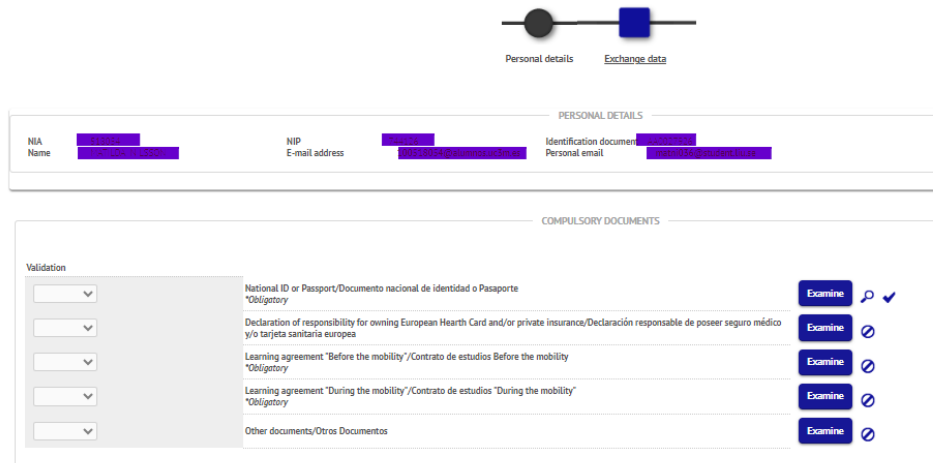 Personal details
Exchange data
PERSONAL DETAILS
NIA
NIP
Identification documen
Name
E-mail address
Personal email
COMPULSORY DOCUMENTS
Validation
National ID or Passport/Documento nacional de identidad o Pasaporte
*Obligatory
Examine
Declaration of responsibility for owning European Hearth Card and/or private insurance/Declaración responsable de poseer seguro médico
y/o tarjeta sanitaria europea
Examine
Learning agreement "Before the mobility"/Contrato de estudios Before the mobility
*Obligatory
Examine
Learning agreement "During the mobility"/Contrato de estudios "During the mobility"
*Obligatory
Examine
Other documents/Otros Documentos
Examine